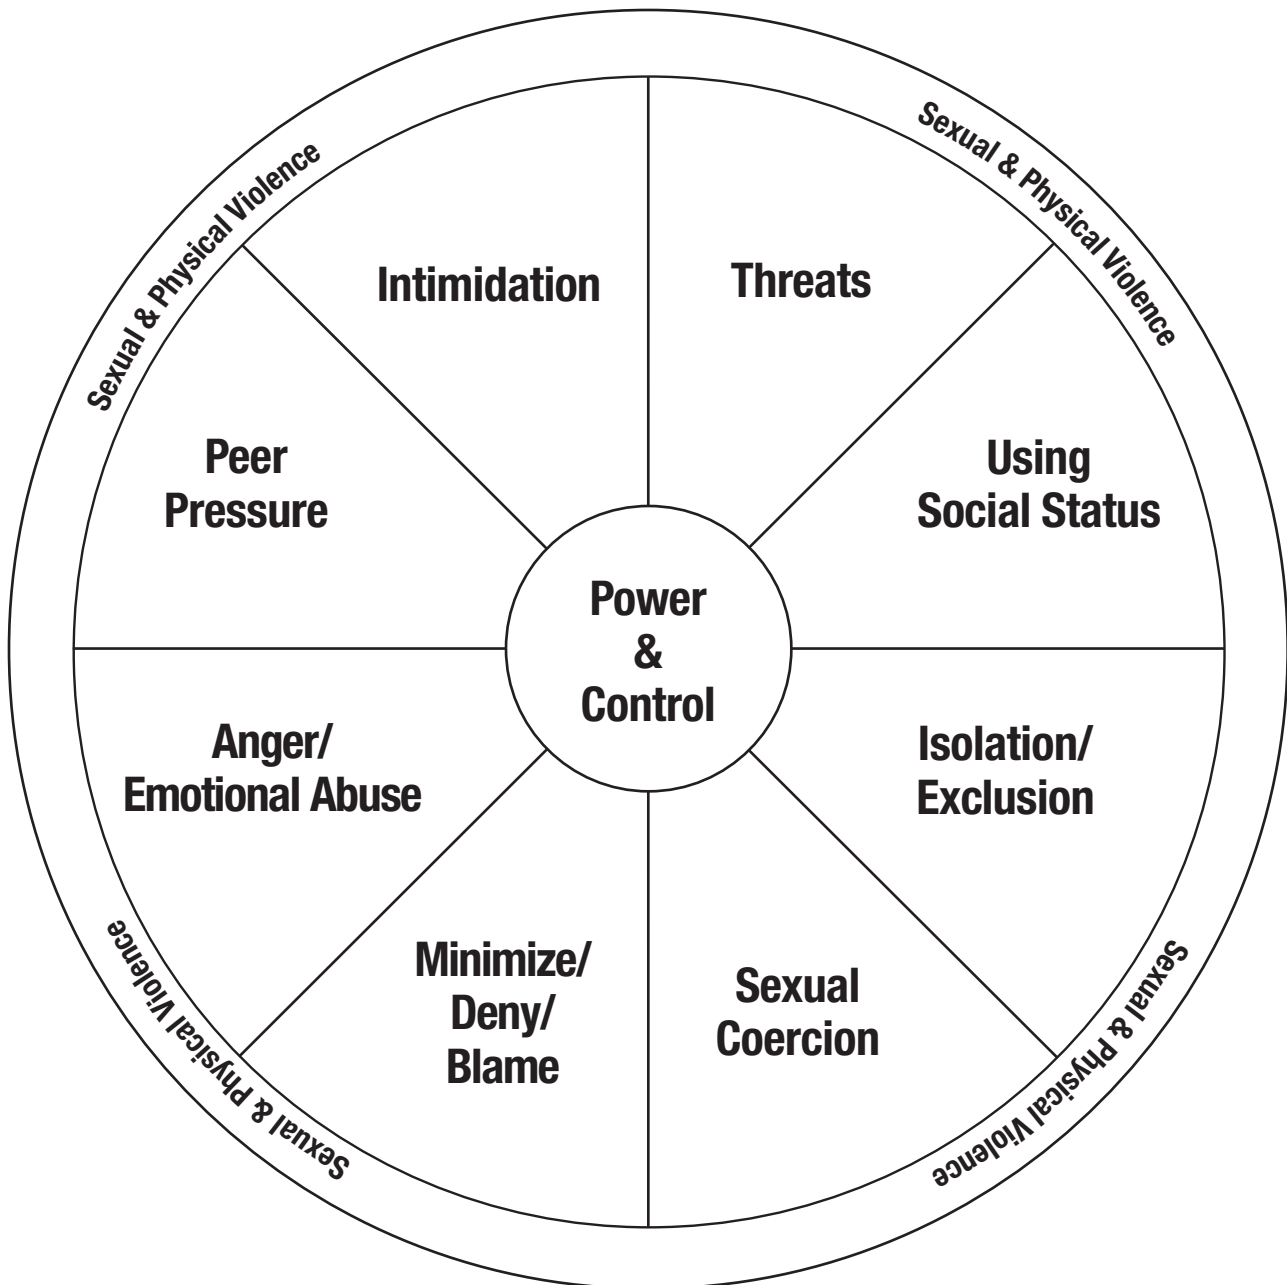 Sexual & Physical Violence
Sexual & Physical Violence
Intimidation
Threats
Peer
Pressure
Using
Social Status
Power
&
Control
Anger/
Emotional Abuse
Isolation/
Exclusion
Minimize/
Deny/
Blame
Sexual
Coercion
Sexual & Physical Violence
Sexual & Physical Violence